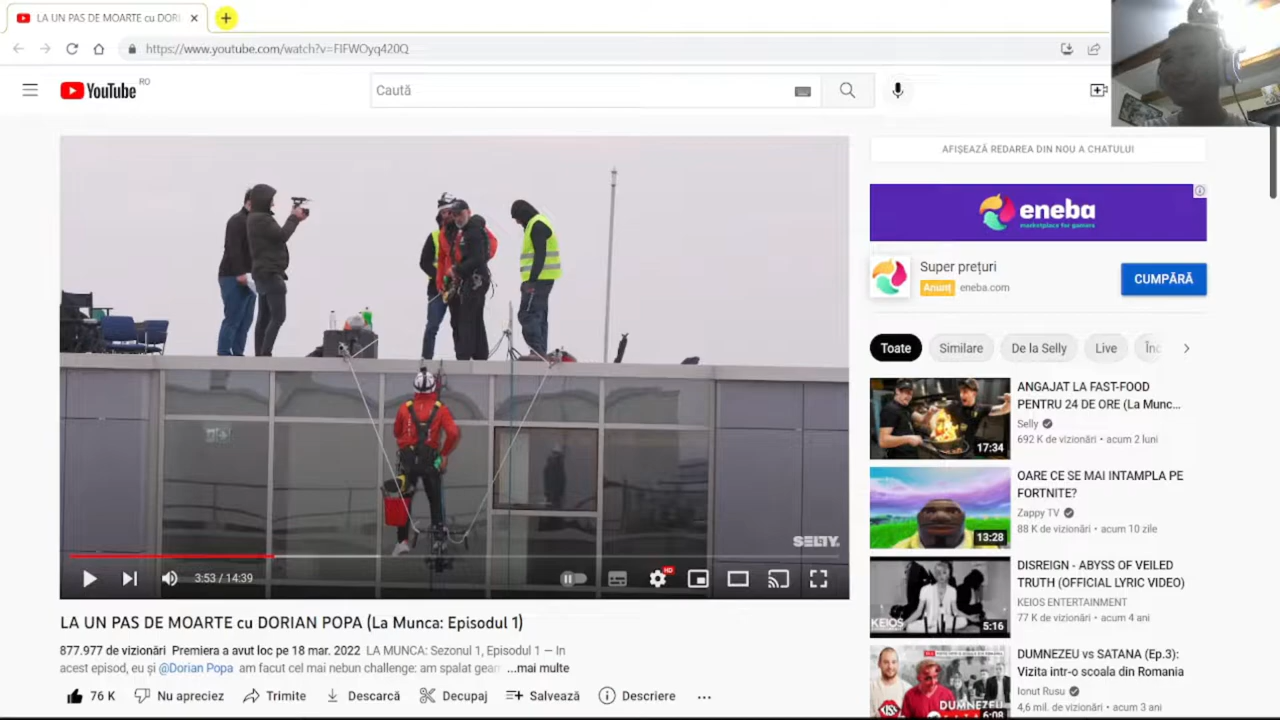 LA UN PAS DE MOARTE cu DORI
https://www.youtube.com/watch?v=FIFWOyq420Q
YouTube RO
Caută
AFIȘEAZĂ REDAREA DIN NOU A CHATULUI
eneba
marketplace for gamers
Super prețuri
Anunț eneba.com
CUMPĂRĂ
Toate Similare De la Selly Live Înc
SELTY.
HD
3:53 / 14:39
ANGAJAT LA FAST-FOOD
PENTRU 24 DE ORE (La Munc...
Selly
692 K de vizionări • acum 2 luni
17:34
OARE CE SE MAI INTAMPLA PE
FORTNITE?
Zappy TV
88 K de vizionări • acum 10 zile
13:28
DISREIGN - ABYSS OF VEILED
TRUTH (OFFICIAL LYRIC VIDEO)
KEIOS ENTERTAINMENT
77 K de vizionări • acum 4 ani
KEIOS
5:16
DUMNEZEU vs SATANA (Ep.3):
Vizita intr-o scoala din Romania
Ionut Rusu
4,6 mil. de vizionări • acum 3 ani
DUMNEZEU
6:08
LA UN PAS DE MOARTE cu DORIAN POPA (La Munca: Episodul 1)
877.977 de vizionări Premiera a avut loc pe 18 mar. 2022 LA MUNCA: Sezonul 1, Episodul 1 — In
acest episod, eu și @Dorian Popa am facut cel mai nebun challenge: am spalat geam ...mai multe
76 K Nu apreciez Trimite Descarcă Decupaj Salvează Descriere